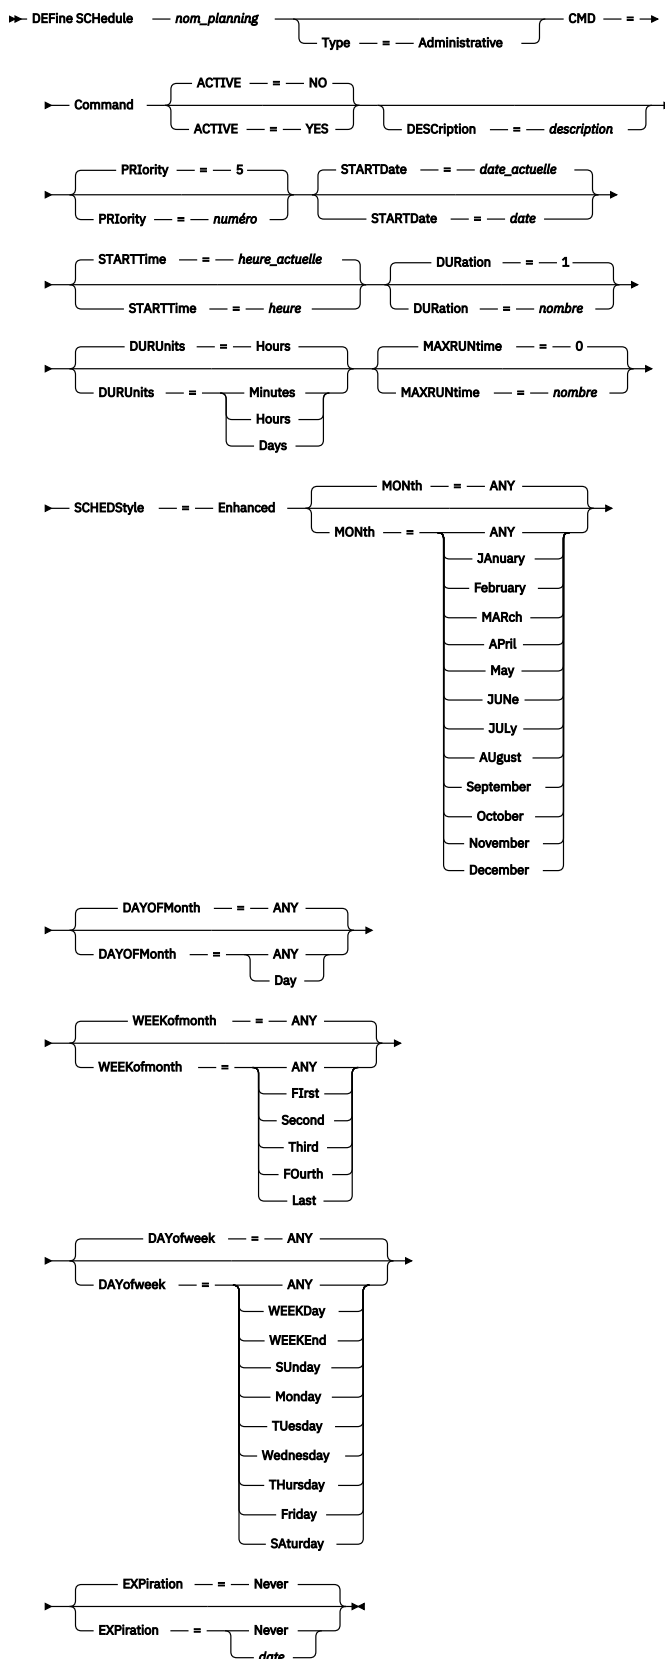 DEFine SCHedule nom_planning CMD =
Type = Administrative
Command ACTIVE = NO
ACTIVE = YES
DESCription = description
PRIority = 5
PRIority = numéro
STARTDate = date_actuelle
STARTDate = date
STARTTime = heure_actuelle
STARTTime = heure
DURation = 1
DURation = nombre
DURUnits = Hours
DURUnits = Minutes
Hours
Days
MAXRUNtime = 0
MAXRUNtime = nombre
SCHEDStyle = Enhanced
MONth = ANY
MONth = ANY
JAnuary
February
MARch
APril
May
JUNe
JULy
AUgust
September
October
November
December
DAYOFMonth = ANY
DAYOFMonth = ANY
Day
WEEKofmonth = ANY
WEEKofmonth = ANY
FIrst
Second
Third
FOurth
Last
DAYofweek = ANY
DAYofweek = ANY
WEEKDay
WEEKEnd
SUnday
Monday
TUesday
Wednesday
THursday
Friday
SAturday
EXPiration = Never
EXPiration = Never
date